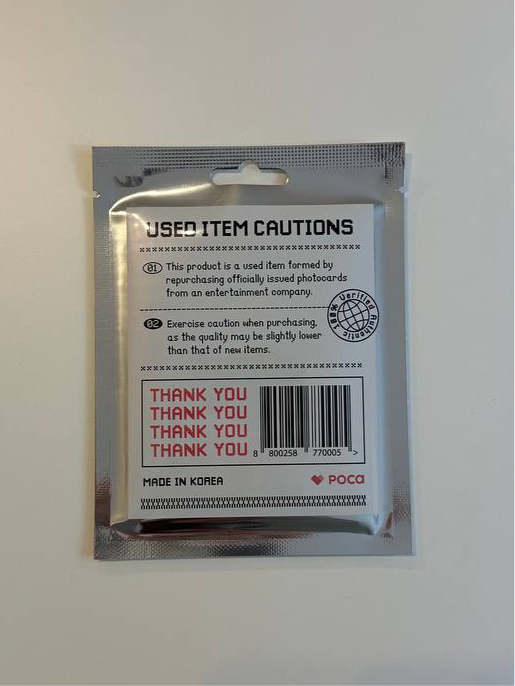 USED ITEM CAUTIONS
01 This product is a used item formed by
repurchasing officially issued photocards
from an entertainment company.
02 Exercise caution when purchasing,
as the quality may be slightly lower
than that of new items.
100% Verified Authentic
THANK YOU
THANK YOU
THANK YOU
THANK YOU
8 800258 770005 >
MADE IN KOREA
POCA